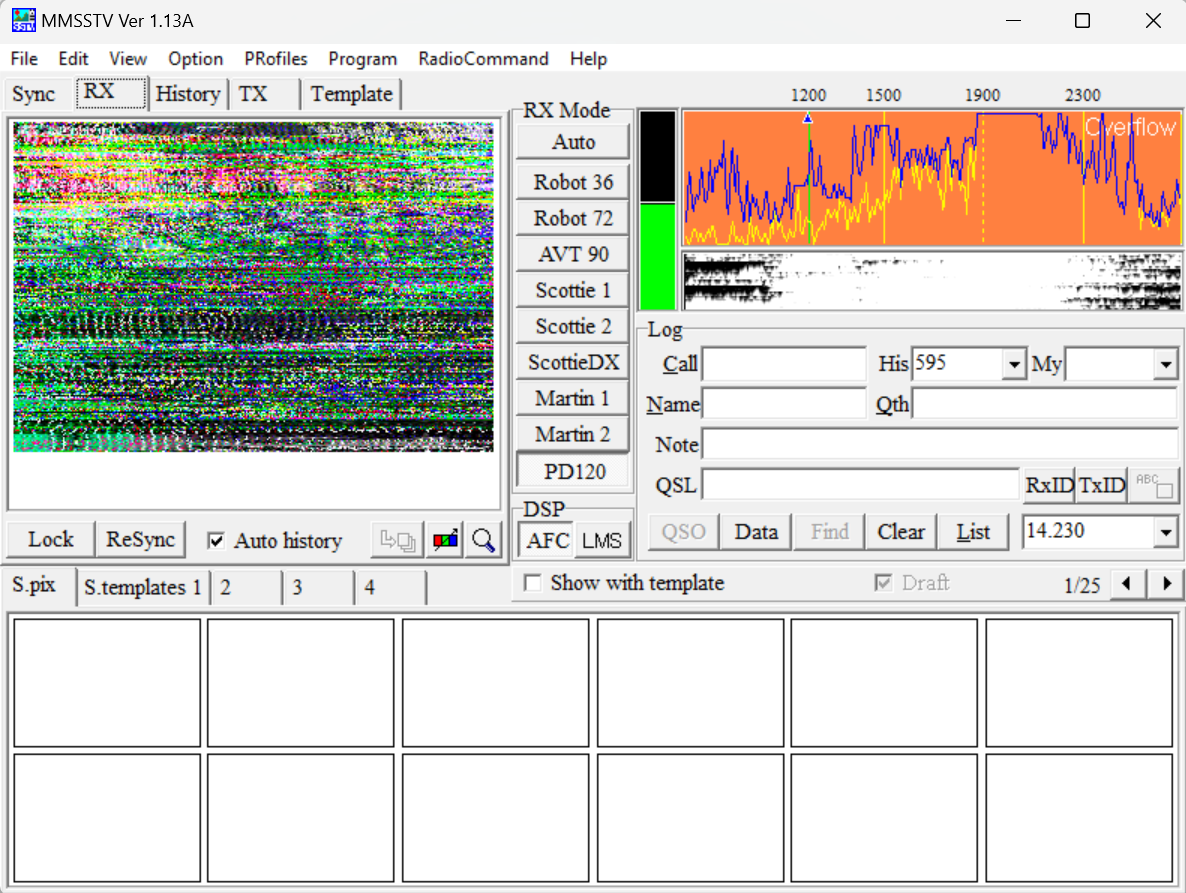 MMSSTV Ver 1.13A
File Edit View Option PRofiles Program RadioCommand Help
Sync RX History TX Template
1200 1500 1900 2300
Overflow
RX Mode
Auto
Robot 36
Robot 72
AVT 90
Scottie 1
Scottie 2
ScottieDX
Martin 1
Martin 2
PD120
DSP
AFC LMS
Log
Call His 595 My
Name Qth
Note
QSL RxID TxID ABC
QSO Data Find Clear List 14.230
Lock ReSync Auto history
Show with template Draft 1/25
S.pix S.templates 1 2 3 4